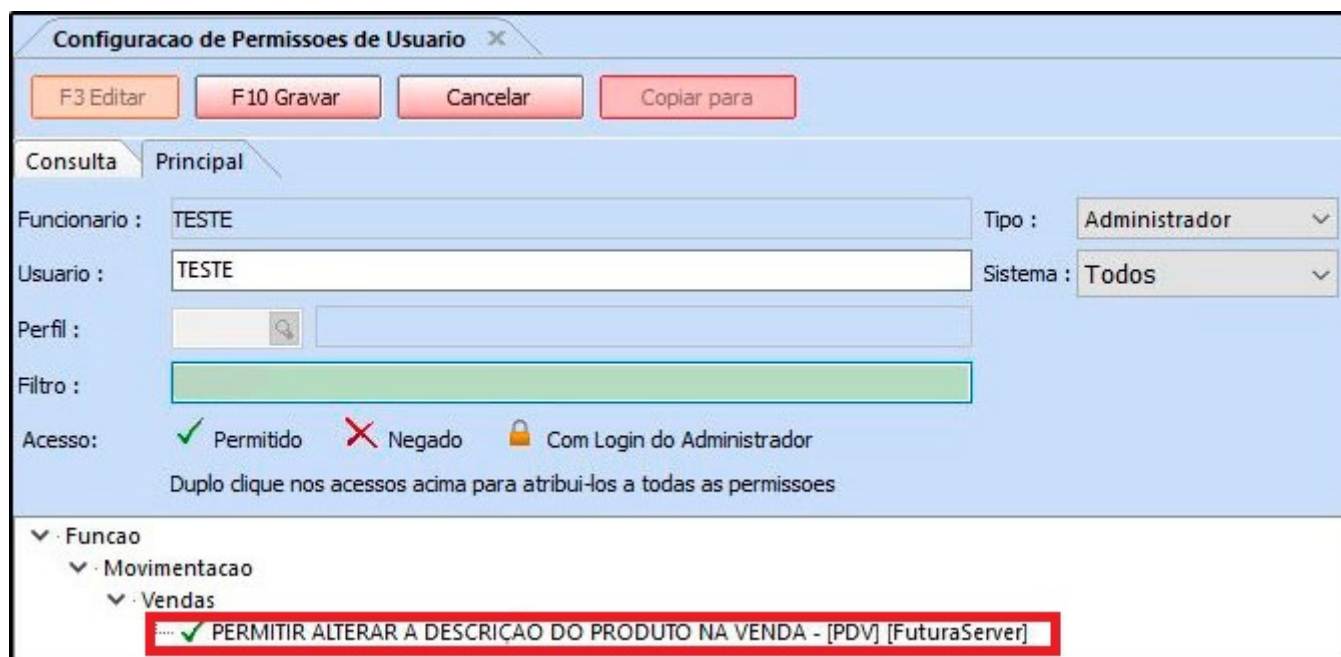 Configuracao de Permissoes de Usuario
F3 Editar F10 Gravar Cancelar Copiar para
Consulta Principal
Funcionario : TESTE Tipo : Administrador
Usuario : TESTE Sistema : Todos
Perfil :
Filtro :
Acesso: Permitido Negado Com Login do Administrador
Duplo clique nos acessos acima para atribui-los a todas as permissoes
Funcao
Movimentacao
Vendas
PERMITIR ALTERAR A DESCRIÇÃO DO PRODUTO NA VENDA - [PDV] [FuturaServer]